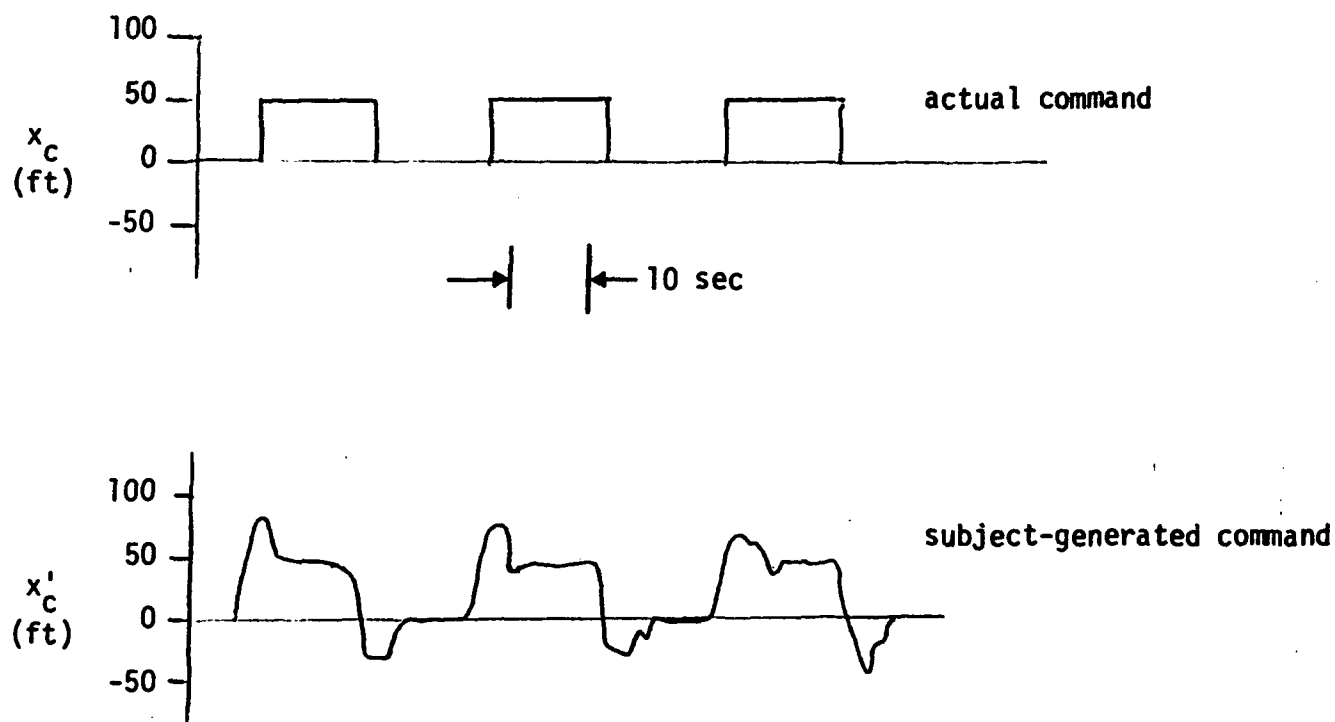 100
50
actual command
x_c
0
(ft)
-50
10 sec
100
subject-generated command
50
x'_c
0
(ft)
-50